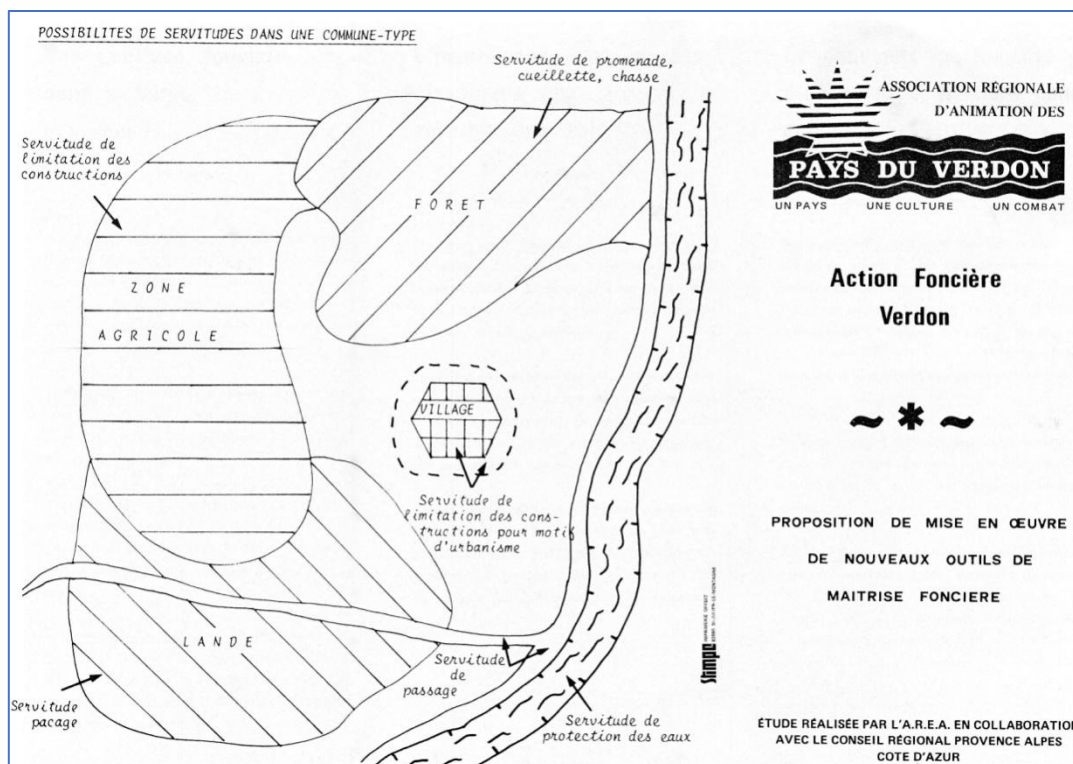 POSSIBILITES DE SERVITUDES DANS UNE COMMUNE-TYPE
Servitude de promenade,
cueillette, chasse
Servitude de
limitation des
constructions
FORET
ZONE
AGRICOLE
VILLAGE
Servitude de
limitation des cons-
tructions pour motif
d'urbanisme
LANDE
Servitude
de
passage
Servitude
pacage
Servitude de
protection des eaux
Stimpe
ASSOCIATION RÉGIONALE
D'ANIMATION DES
PAYS DU VERDON
UN PAYS UNE CULTURE UN COMBAT
Action Foncière
Verdon
~ * ~
PROPOSITION DE MISE EN ŒUVRE
DE NOUVEAUX OUTILS DE
MAITRISE FONCIERE
ÉTUDE RÉALISÉE PAR L'A.R.E.A. EN COLLABORATION
AVEC LE CONSEIL RÉGIONAL PROVENCE ALPES
COTE D'AZUR